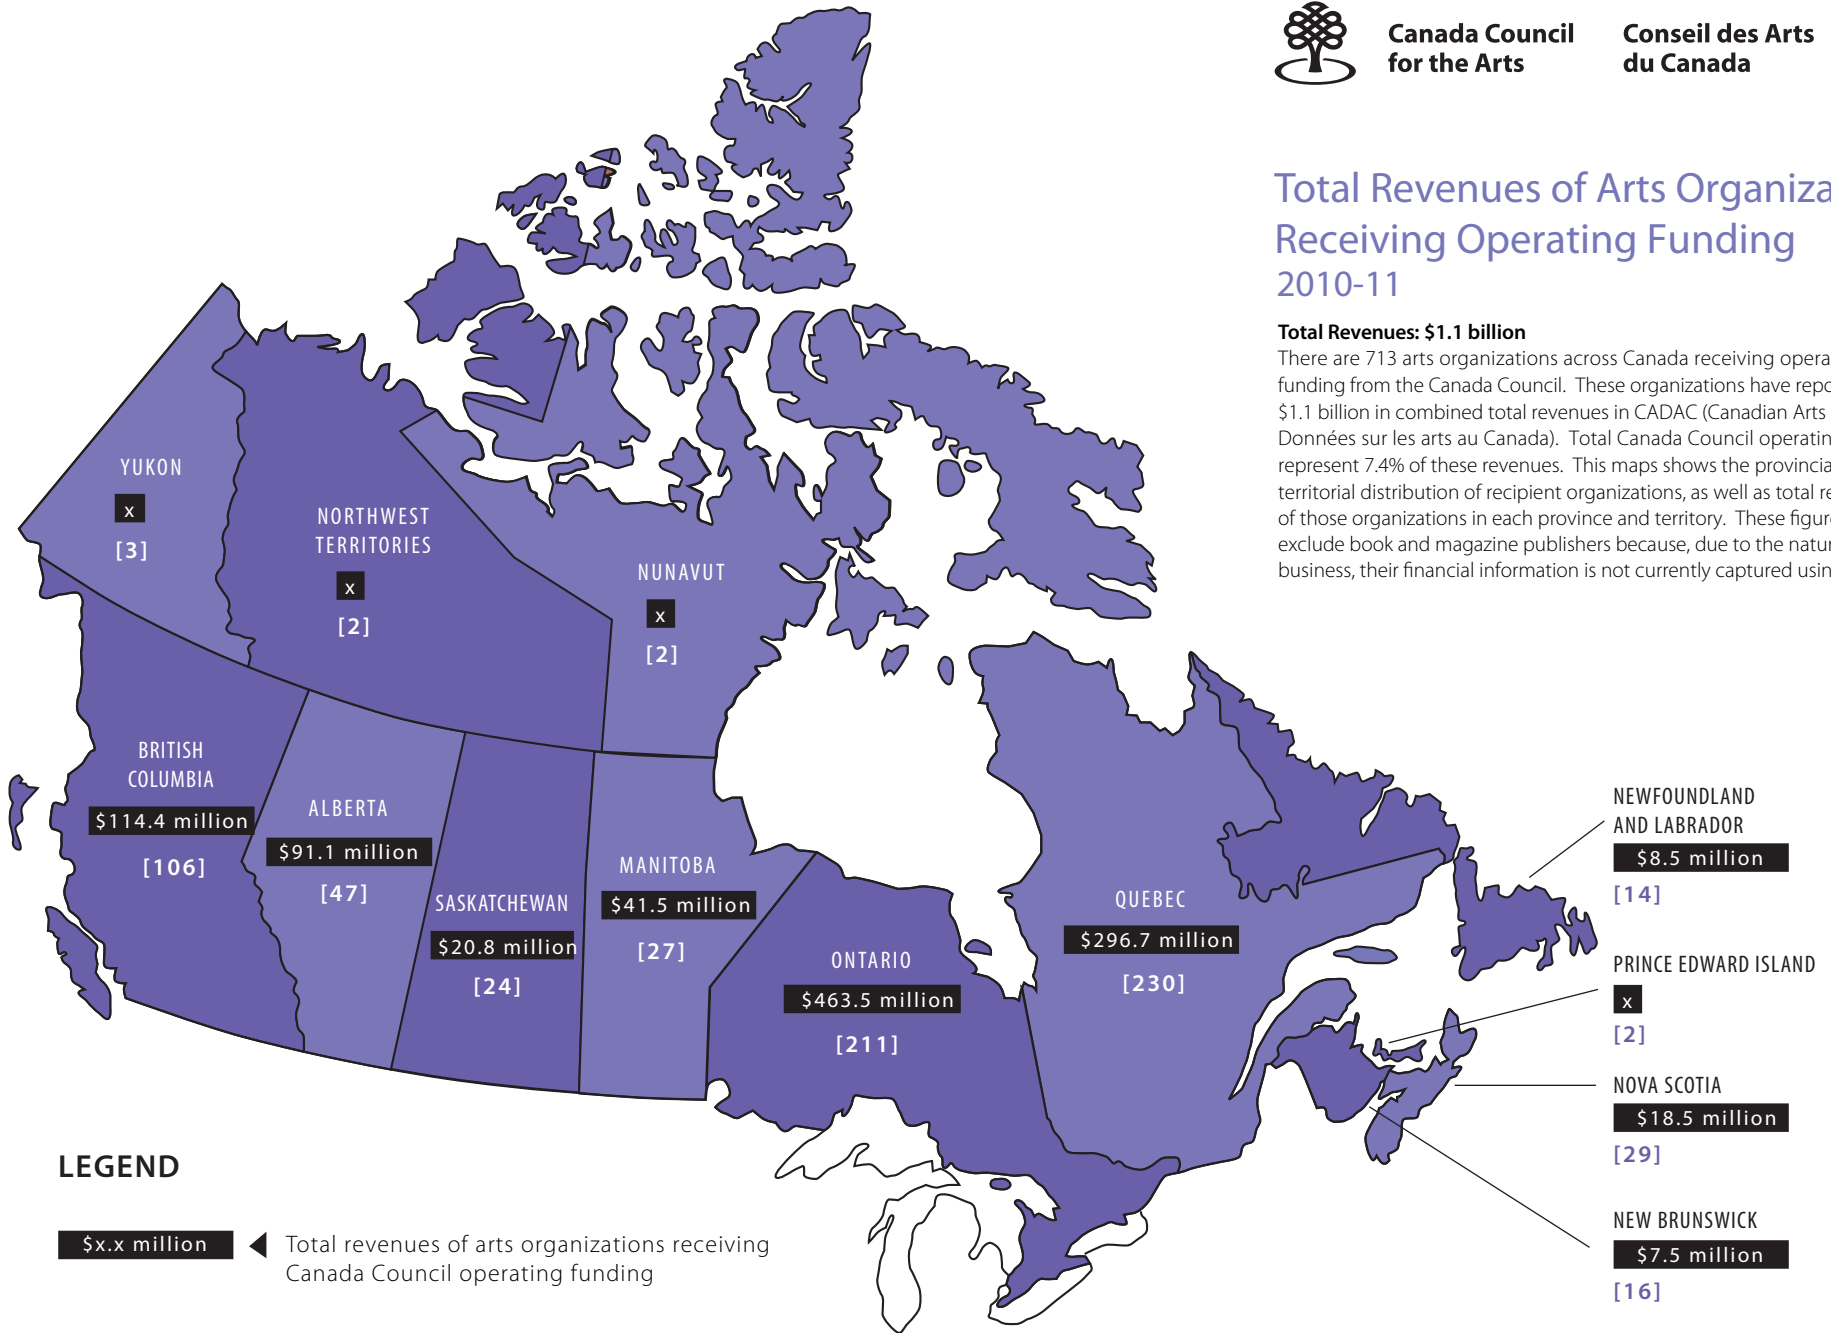 Canada Council
for the Arts
Conseil des Arts
du Canada
Total Revenues of Arts Organiza
Receiving Operating Funding
2010-11
Total Revenues: $1.1 billion
There are 713 arts organizations across Canada receiving opera
funding from the Canada Council. These organizations have repo
$1.1 billion in combined total revenues in CADAC (Canadian Arts
Données sur les arts au Canada). Total Canada Council operatin
represent 7.4% of these revenues. This maps shows the provincia
territorial distribution of recipient organizations, as well as total re
of those organizations in each province and territory. These figure
exclude book and magazine publishers because, due to the natur
business, their financial information is not currently captured usin
YUKON
x
[3]
NORTHWEST
TERRITORIES
x
[2]
NUNAVUT
x
[2]
BRITISH
COLUMBIA
$114.4 million
[106]
ALBERTA
$91.1 million
[47]
SASKATCHEWAN
$20.8 million
[24]
MANITOBA
$41.5 million
[27]
ONTARIO
$463.5 million
[211]
QUEBEC
$296.7 million
[230]
NEWFOUNDLAND
AND LABRADOR
$8.5 million
[14]
PRINCE EDWARD ISLAND
x
[2]
NOVA SCOTIA
$18.5 million
[29]
NEW BRUNSWICK
$7.5 million
[16]
LEGEND
$x.x million
Total revenues of arts organizations receiving
Canada Council operating funding